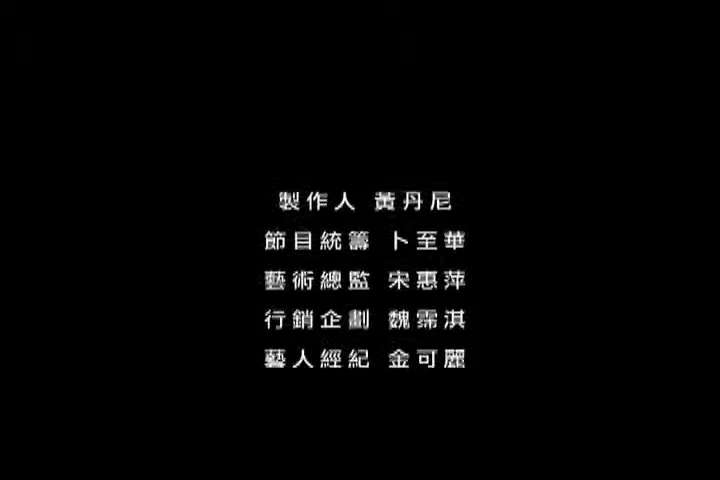 製作人 黃丹尼
節目統籌 卜至華
藝術總監 宋惠萍
行銷企劃 魏霈淇
藝人經紀 金可麗